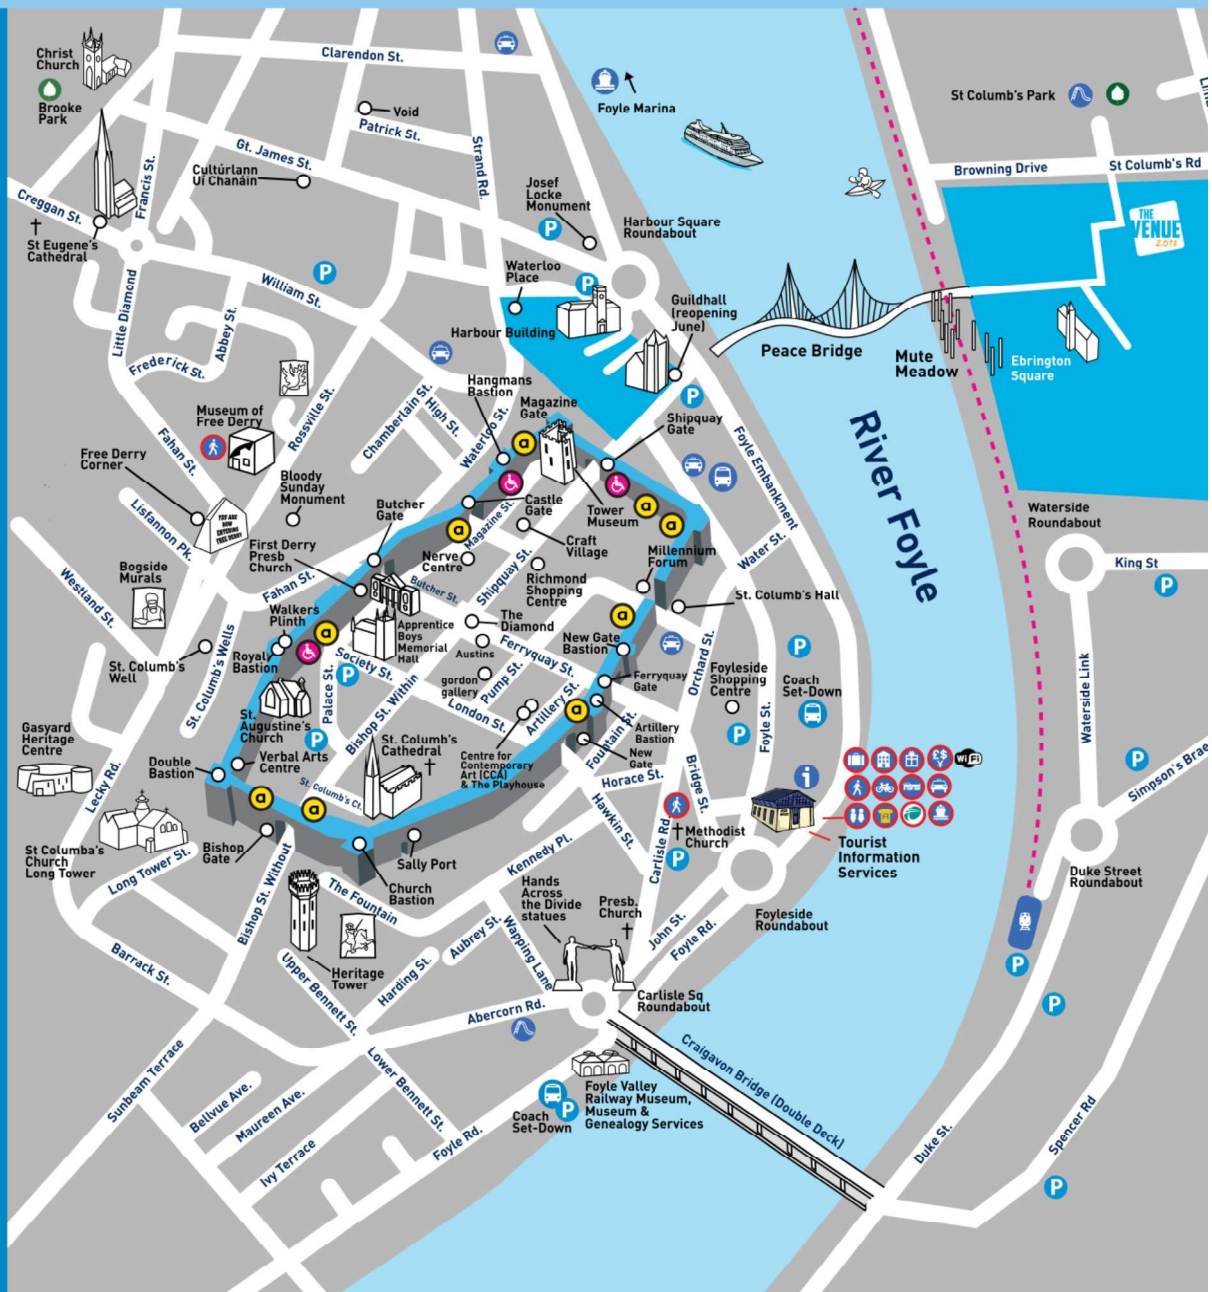 Christ
Church
Brooke
Park
Clarendon St.
Void
Patrick St.
Foyle Marina
St Columb's Park
Browning Drive
St Columb's Rd
THE
VENUE
2013
Gt. James St.
Cultúrlann
Uí Chanáin
Strand Rd.
Francis St.
Creggan St.
St Eugene's
Cathedral
Josef
Locke
Monument
Harbour Square
Roundabout
Waterloo
Place
William St.
Little Diamond
Abbey St.
Frederick St.
Harbour Building
Guildhall
(reopening
June)
Peace Bridge
Mute
Meadow
Ebrington
Square
River Foyle
Hangmans
Bastion
Magazine
Gate
Shipquay
Gate
Museum of
Free Derry
Rossville St.
Chamberlain St.
High St.
Waterloo St.
Foyle Embankment
Fahan St.
Free Derry
Corner
Bloody
Sunday
Monument
YOU ARE
NOW
ENTERING
FREE DERRY
Lisfannon Pk.
Butcher
Gate
Castle
Gate
Magazine St.
Tower
Museum
Craft
Village
Water St.
Waterside
Roundabout
King St
First Derry
Presb
Church
Nerve
Centre
Butcher St.
Shipquay St.
Richmond
Shopping
Centre
Millennium
Forum
St. Columb's Hall
Bogside
Murals
Westland St.
Fahan St.
Walkers
Plinth
Royal
Bastion
Apprentice
Boys
Memorial
Hall
The
Diamond
Austins
gordon
gallery
Ferryquay St.
New Gate
Bastion
Ferryquay
Gate
Orchard St.
Foyleside
Shopping
Centre
Coach
Set-Down
Foyle St.
Waterside Link
St. Columb's
Well
St. Columb's Wells
Society St.
Palace St.
Bishop St. Within
London St.
Pump St.
Artillery St.
Artillery
Bastion
New
Gate
Fountain St.
Gasyard
Heritage
Centre
Double
Bastion
St.
Augustine's
Church
Verbal Arts
Centre
St. Columb's
Cathedral
St. Columb's Ct.
Centre for
Contemporary
Art (CCA)
& The Playhouse
Horace St.
Hawkin St.
Bridge St.
Carlisle Rd
Methodist
Church
WiFi
Tourist
Information
Services
Simpson's Brae
Duke Street
Roundabout
Lecky Rd.
St Columba's
Church
Long Tower
Long Tower St.
Bishop
Gate
Bishop St. Without
Sally Port
Church
Bastion
The Fountain
Kennedy Pl.
Hands
Across
the Divide
statues
Presb.
Church
John St.
Foyle Rd.
Foyleside
Roundabout
Barrack St.
Heritage
Tower
Upper Bennett St.
Harding St.
Aubrey St.
Wapping Lane
Abercorn Rd.
Carlisle Sq
Roundabout
Craigavon Bridge (Double Deck)
Sunbeam Terrace
Bellvue Ave.
Maureen Ave.
Ivy Terrace
Lower Bennett St.
Foyle Rd.
Coach
Set-Down
Foyle Valley
Railway Museum,
Museum &
Genealogy Services
Duke St.
Spencer Rd